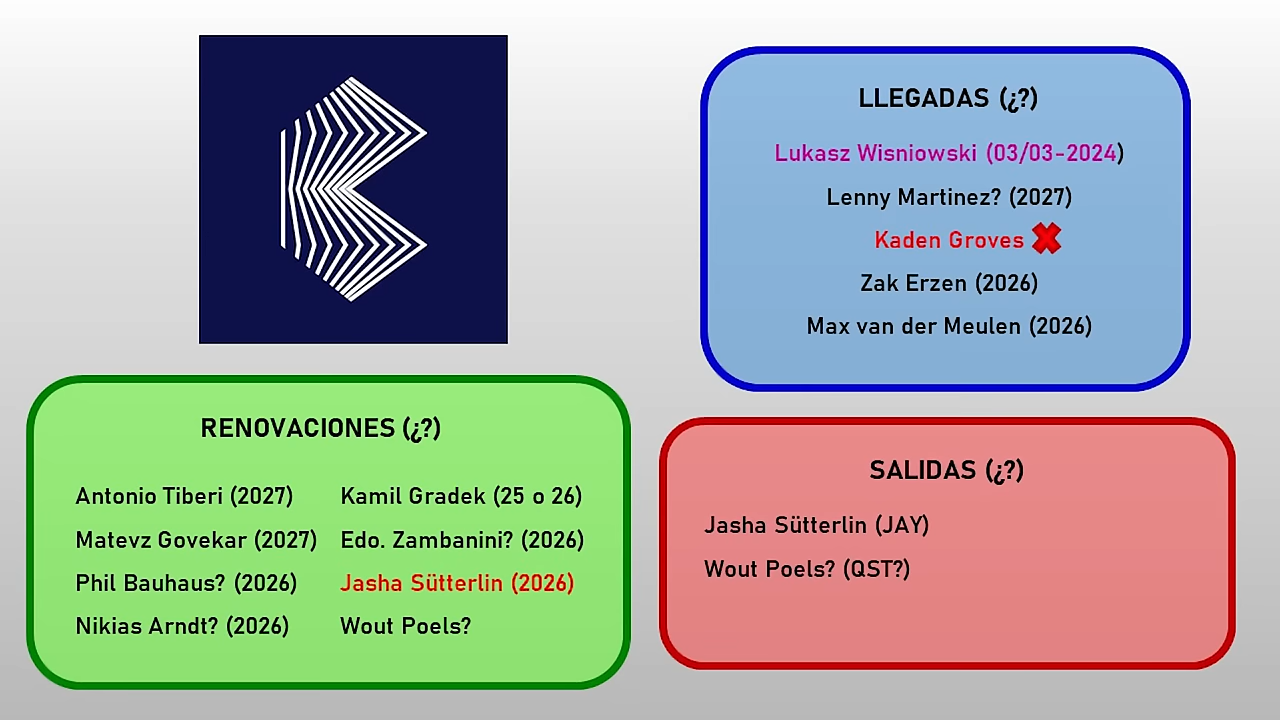 LLEGADAS (¿?)
Lukasz Wisniowski (03/03-2024)
Lenny Martinez? (2027)
Kaden Groves
Zak Erzen (2026)
Max van der Meulen (2026)
RENOVACIONES (¿?)
Antonio Tiberi (2027)
Matevz Govekar (2027)
Phil Bauhaus? (2026)
Nikias Arndt? (2026)
Kamil Gradek (25 o 26)
Edo. Zambanini? (2026)
Jasha Sütterlin (2026)
Wout Poels?
SALIDAS (¿?)
Jasha Sütterlin (JAY)
Wout Poels? (QST?)